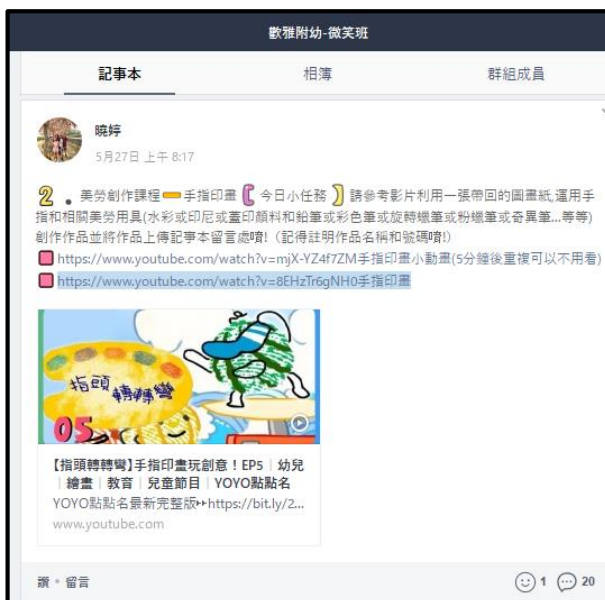 歡雅附幼-微笑班
記事本 相簿 群組成員
曉婷
5月27日 上午 8:17
2 . 美勞創作課程手指印畫【今日小任務】請參考影片利用一張帶回的圖畫紙,運用手
指和相關美勞用具(水彩或印尼或蓋印顏料和鉛筆或彩色筆或旋轉蠟筆或粉蠟筆或奇異筆...等等)
創作作品並將作品上傳記事本留言處唷!（記得註明作品名稱和號碼唷!）
https://www.youtube.com/watch?v=mjX-YZ4f7ZM手指印畫小動畫(5分鐘後重複可以不用看)
https://www.youtube.com/watch?v=8EHzTr6gNH0手指印畫
指頭轉轉彎
05
【指頭轉轉彎】手指印畫玩創意！EP5｜幼兒
｜繪畫｜教育｜兒童節目｜YOYO點點名
YOYO點點名最新完整版▸▸https://bit.ly/2...
www.youtube.com
讚・留言 1 20